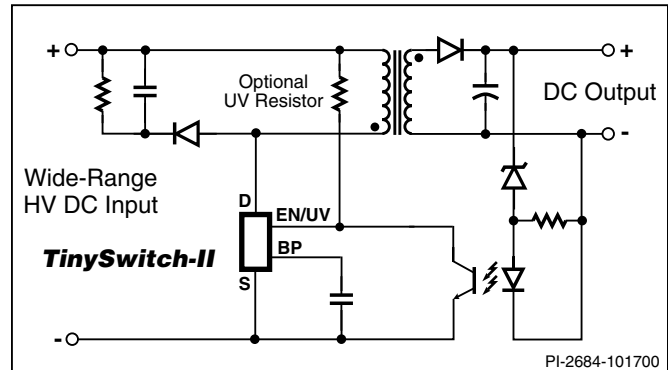 +
+
Optional
UV Resistor
DC Output
-
Wide-Range
HV DC Input
D
EN/UV
BP
TinySwitch-II
S
-
PI-2684-101700